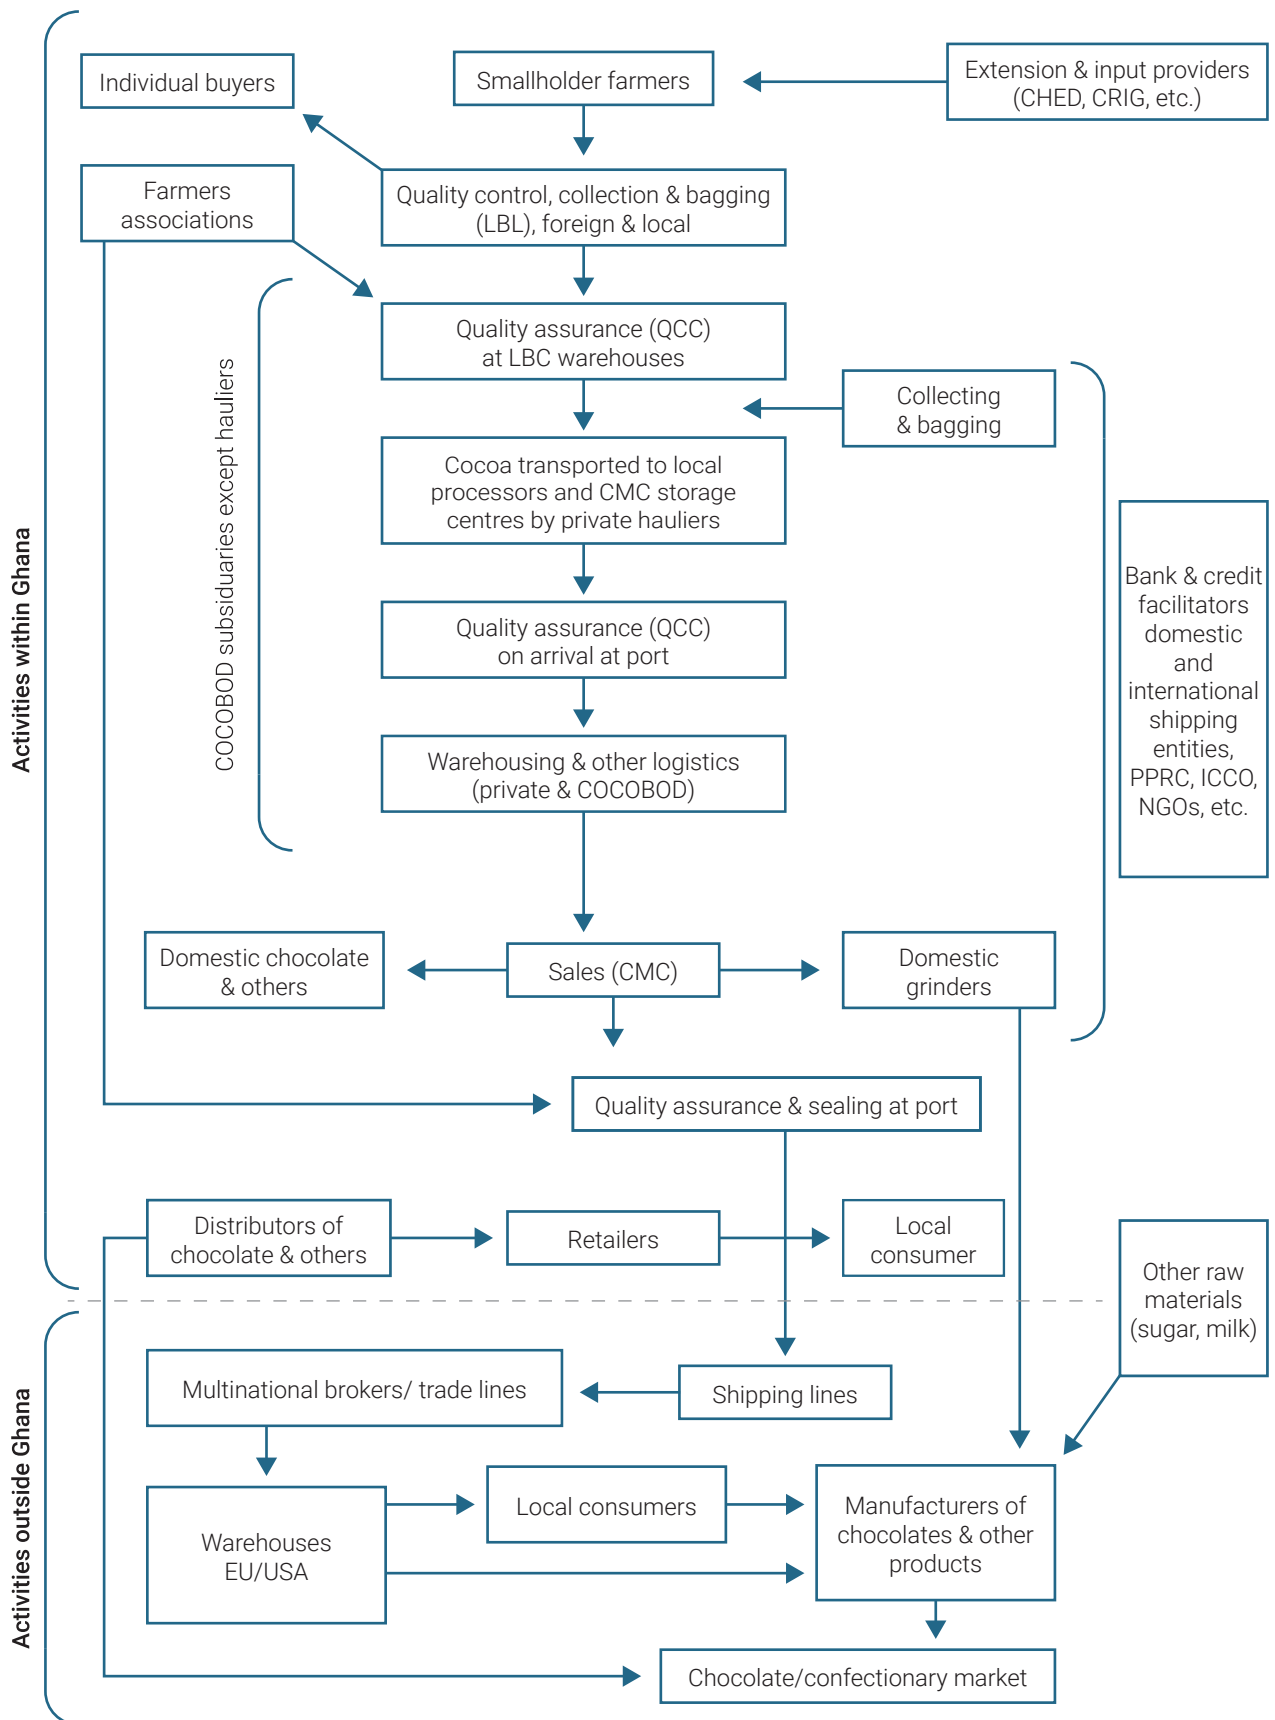 Individual buyers
Smallholder farmers
Extension & input providers
(CHED, CRIG, etc.)
Farmers
associations
Quality control, collection & bagging
(LBL), foreign & local
Quality assurance (QCC)
at LBC warehouses
Collecting
& bagging
Cocoa transported to local
processors and CMC storage
centres by private hauliers
COCOBOD subsiduaries except hauliers
Activities within Ghana
Bank & credit
facilitators
domestic
and
international
shipping
entities,
PPRC, ICCO,
NGOs, etc.
Quality assurance (QCC)
on arrival at port
Warehousing & other logistics
(private & COCOBOD)
Domestic chocolate
& others
Sales (CMC)
Domestic
grinders
Quality assurance & sealing at port
Distributors of
chocolate & others
Retailers
Local
consumer
Other raw
materials
(sugar, milk)
Activities outside Ghana
Multinational brokers/ trade lines
Shipping lines
Warehouses
EU/USA
Local consumers
Manufacturers of
chocolates & other
products
Chocolate/confectionary market